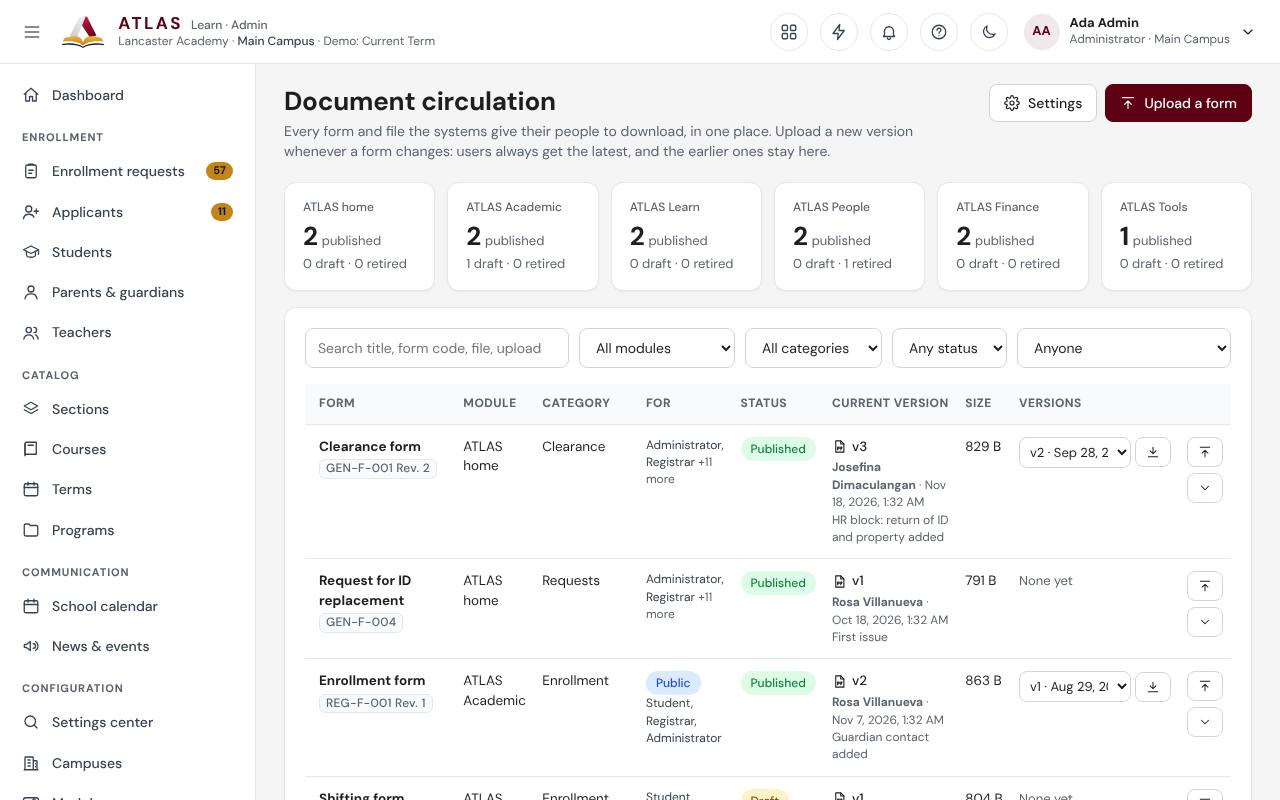 ATLAS Learn · Admin
Lancaster Academy · Main Campus · Demo: Current Term
AA
Ada Admin
Administrator · Main Campus
Dashboard
ENROLLMENT
Enrollment requests 57
Applicants 11
Students
Parents & guardians
Teachers
CATALOG
Sections
Courses
Terms
Programs
COMMUNICATION
School calendar
News & events
CONFIGURATION
Settings center
Campuses
Document circulation
Every form and file the systems give their people to download, in one place. Upload a new version
whenever a form changes: users always get the latest, and the earlier ones stay here.
Settings
Upload a form
ATLAS home
2 published
0 draft · 0 retired
ATLAS Academic
2 published
1 draft · 0 retired
ATLAS Learn
2 published
0 draft · 0 retired
ATLAS People
2 published
0 draft · 1 retired
ATLAS Finance
2 published
0 draft · 0 retired
ATLAS Tools
1 published
0 draft · 0 retired
Search title, form code, file, upload
All modules
All categories
Any status
Anyone
FORM MODULE CATEGORY FOR STATUS CURRENT VERSION SIZE VERSIONS
Clearance form
GEN-F-001 Rev. 2
ATLAS
home
Clearance
Administrator,
Registrar +11
more
Published
v3
Josefina
Dimaculangan · Nov
18, 2026, 1:32 AM
HR block: return of ID
and property added
829 B
v2 · Sep 28, 2
Request for ID
replacement
GEN-F-004
ATLAS
home
Requests
Administrator,
Registrar +11
more
Published
v1
Rosa Villanueva ·
Oct 18, 2026, 1:32 AM
First issue
791 B
None yet
Enrollment form
REG-F-001 Rev. 1
ATLAS
Academic
Enrollment
Public
Student,
Registrar,
Administrator
Published
v2
Rosa Villanueva ·
Nov 7, 2026, 1:32 AM
Guardian contact
added
863 B
v1 · Aug 29, 20
Shifting form
ATLAS
Enrollment
Student,
Draft
v1
804 B
None yet